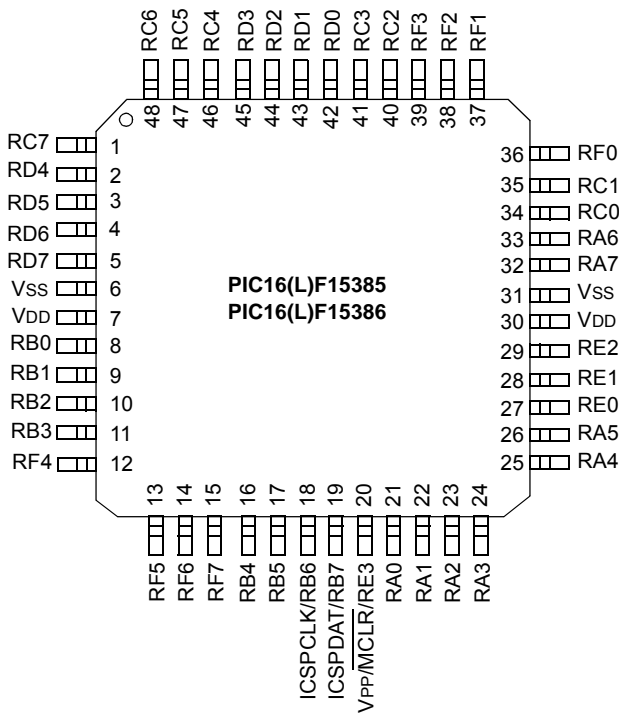 RC6 RC5 RC4 RD3 RD2 RD1 RD0 RC3 RC2 RF3 RF2 RF1
48 47 46 45 44 43 42 41 40 39 38 37
RC7 1
RD4 2
RD5 3
RD6 4
RD7 5
VSS 6
VDD 7
RB0 8
RB1 9
RB2 10
RB3 11
RF4 12
PIC16(L)F15385
PIC16(L)F15386
36 RF0
35 RC1
34 RC0
33 RA6
32 RA7
31 VSS
30 VDD
29 RE2
28 RE1
27 RE0
26 RA5
25 RA4
13 14 15 16 17 18 19 20 21 22 23 24
RF5 RF6 RF7 RB4 RB5 ICSPCLK/RB6 ICSPDAT/RB7 VPP/MCLR/RE3 RA0 RA1 RA2 RA3